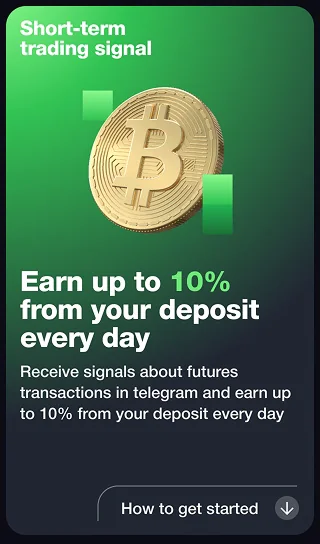 Short-term
trading signal
Earn up to 10%
from your deposit
every day
Receive signals about futures
transactions in telegram and earn up
to 10% from your deposit every day
How to get started